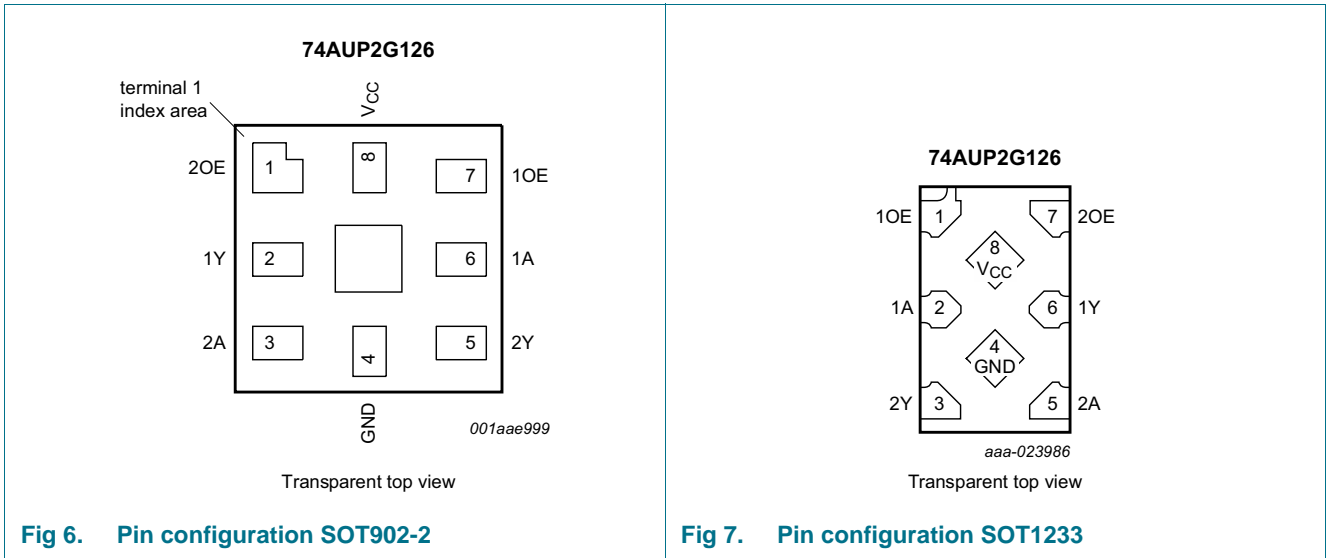 74AUP2G126
terminal 1
index area
VCC
2OE 1 8 7 1OE
1Y 2 6 1A
2A 3 4 5 2Y
GND
001aae999
Transparent top view
Fig 6. Pin configuration SOT902-2
74AUP2G126
1OE 1 7 2OE
8
VCC
1A 2 6 1Y
4
GND
2Y 3 5 2A
aaa-023986
Transparent top view
Fig 7. Pin configuration SOT1233